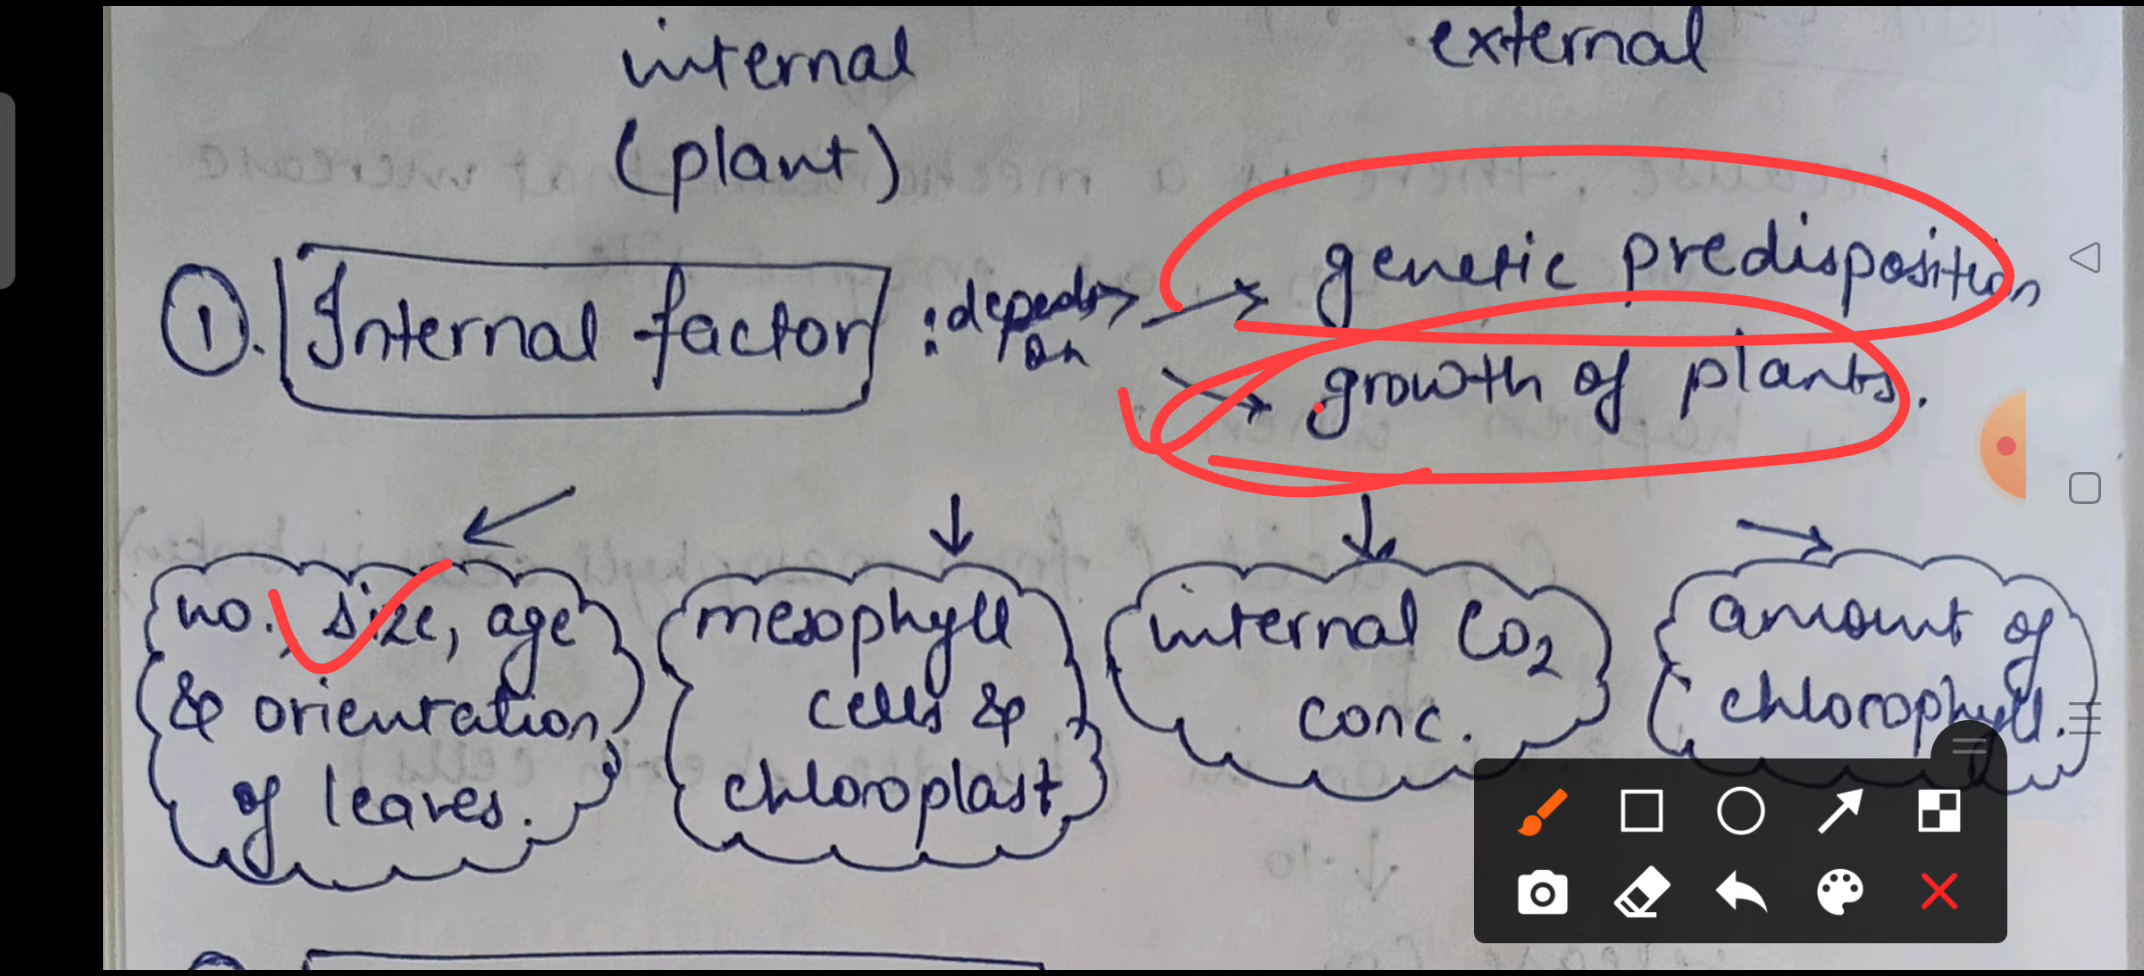 internal external
(plant)
1. Internal factor : depends on → genetic predisposition
→ growth of plants.
no., size, age & orientation of leaves.
mesophyll cells & chloroplast
internal CO2 conc.
amount of chlorophyll.